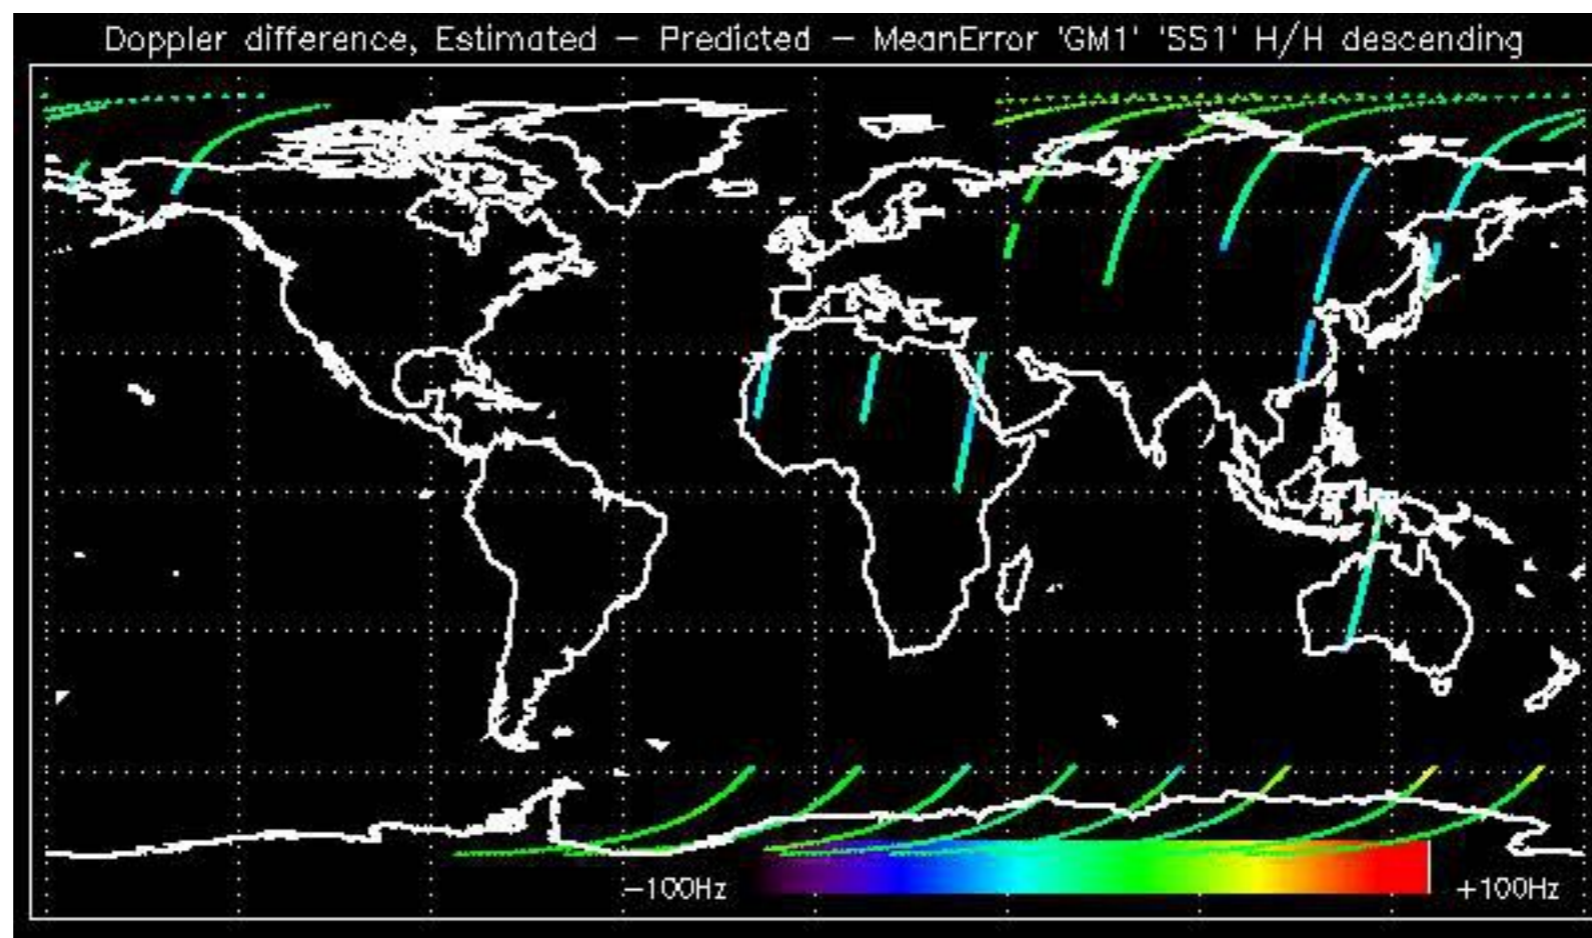 Doppler difference, Estimated − Predicted − MeanError 'GM1' 'SS1' H/H descending
−100Hz +100Hz